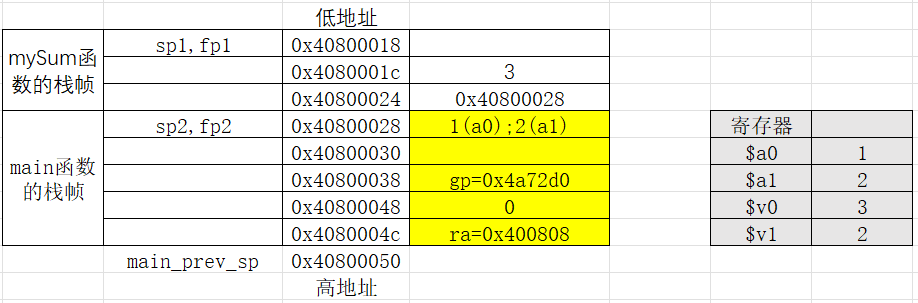 低地址
mySum函数的栈帧 sp1,fp1 0x40800018
0x4080001c 3
0x40800024 0x40800028
main函数的栈帧 sp2,fp2 0x40800028 1(a0);2(a1) 寄存器
0x40800030 $a0 1
0x40800038 gp=0x4a72d0 $a1 2
0x40800048 0 $v0 3
0x4080004c ra=0x400808 $v1 2
main_prev_sp 0x40800050
高地址